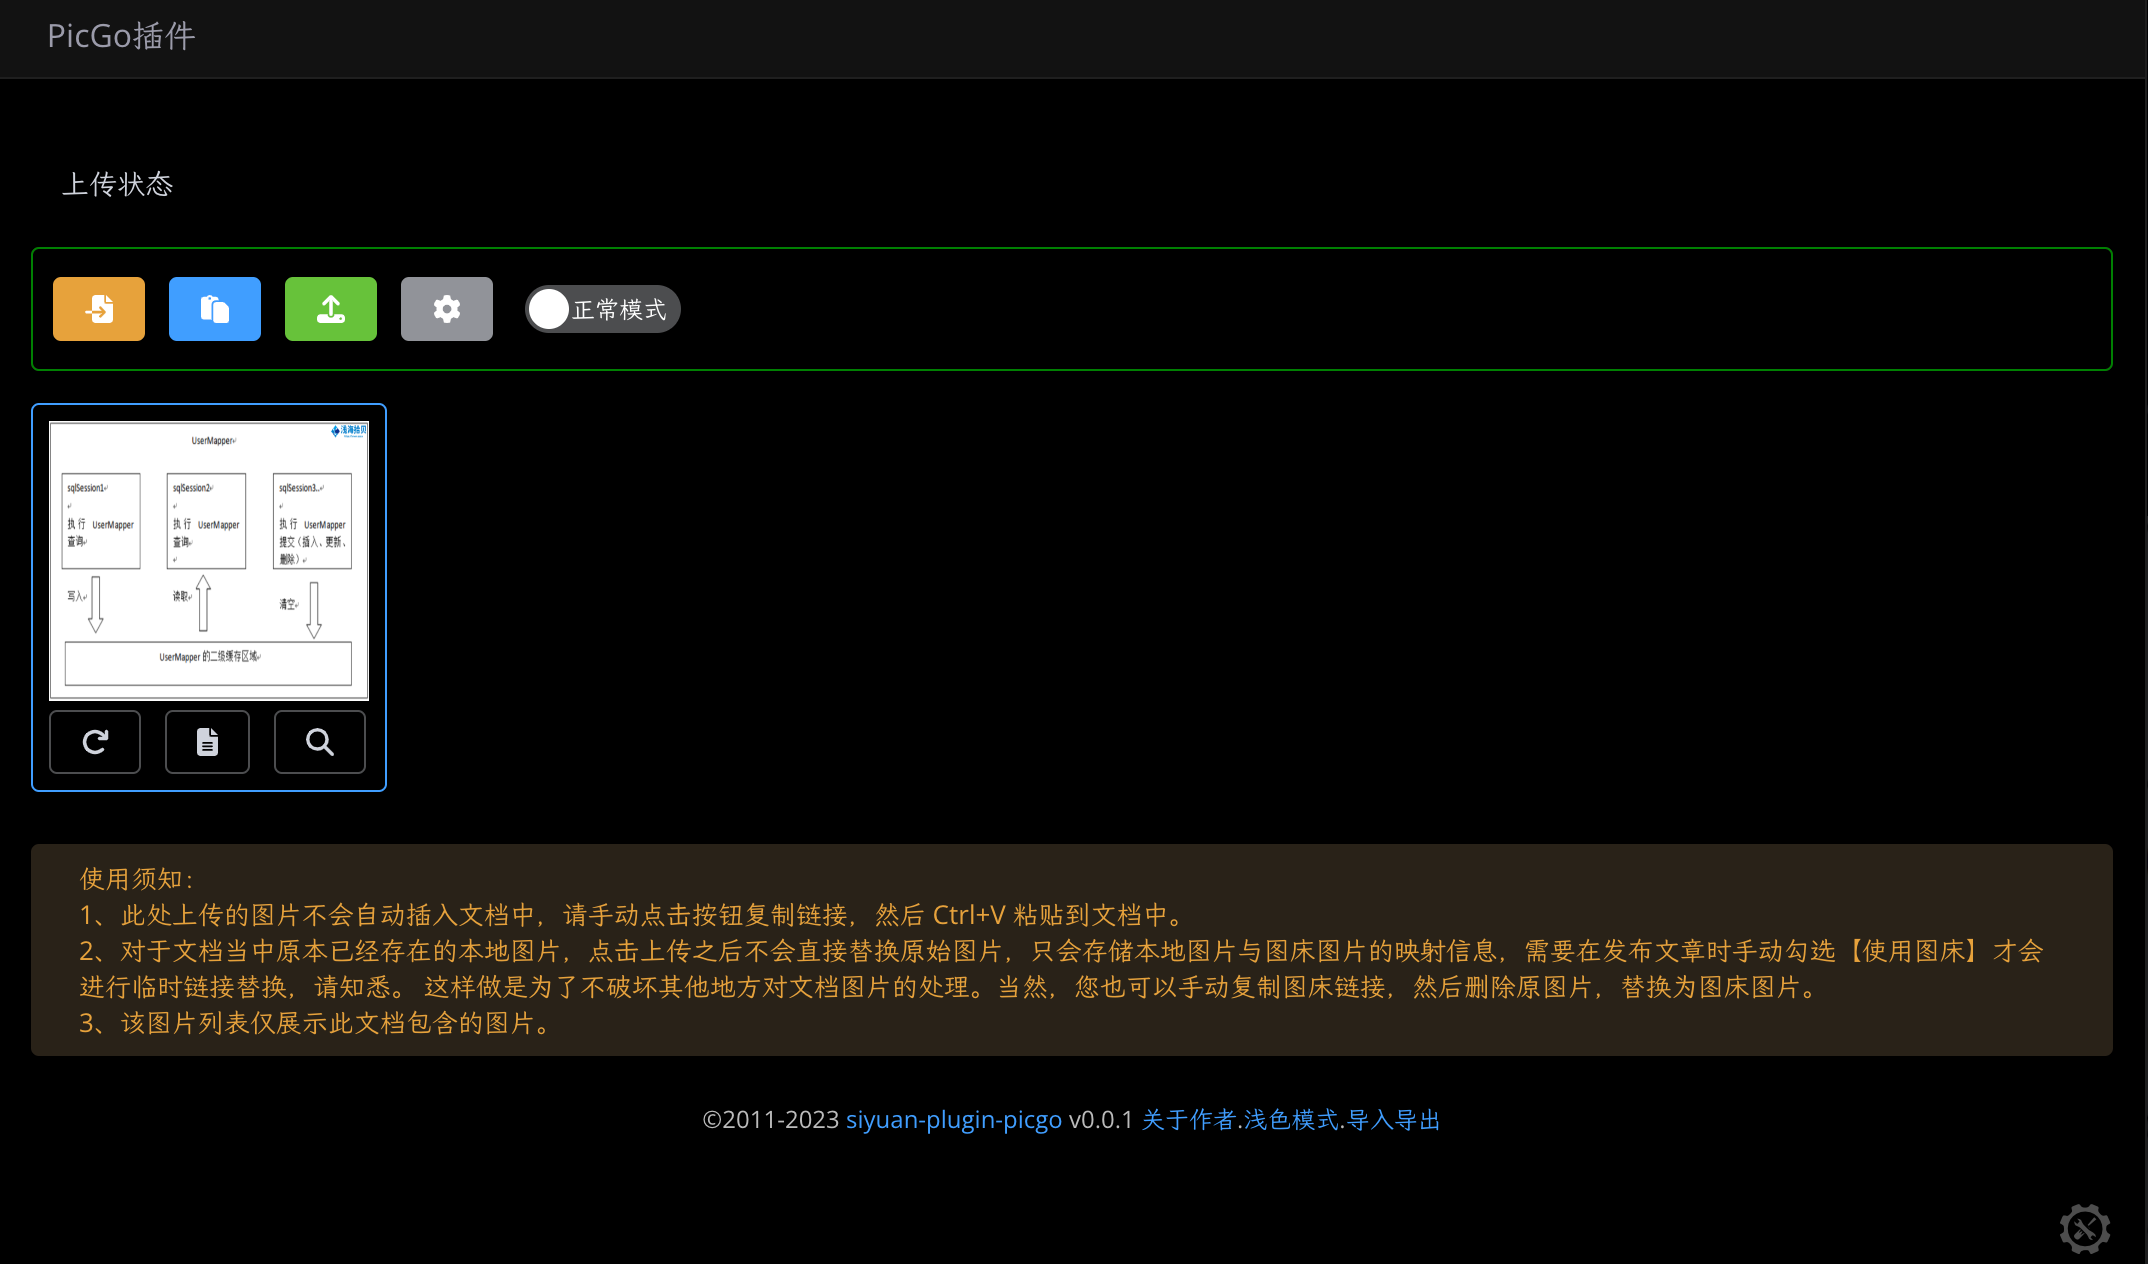 PicGo插件
上传状态
正常模式
浅海拾贝
UserMapper
sqlSession1
执 行 UserMapper
查询
sqlSession2
执 行 UserMapper
查询
sqlSession3..
执 行 UserMapper
提交（插入、更新、
删除）
写入
读取
清空
UserMapper 的二级缓存区域
使用须知：
1、此处上传的图片不会自动插入文档中，请手动点击按钮复制链接，然后 Ctrl+V 粘贴到文档中。
2、对于文档当中原本已经存在的本地图片，点击上传之后不会直接替换原始图片，只会存储本地图片与图床图片的映射信息，需要在发布文章时手动勾选【使用图床】才会
进行临时链接替换，请知悉。 这样做是为了不破坏其他地方对文档图片的处理。当然，您也可以手动复制图床链接，然后删除原图片，替换为图床图片。
3、该图片列表仅展示此文档包含的图片。
©2011-2023 siyuan-plugin-picgo v0.0.1 关于作者.浅色模式.导入导出